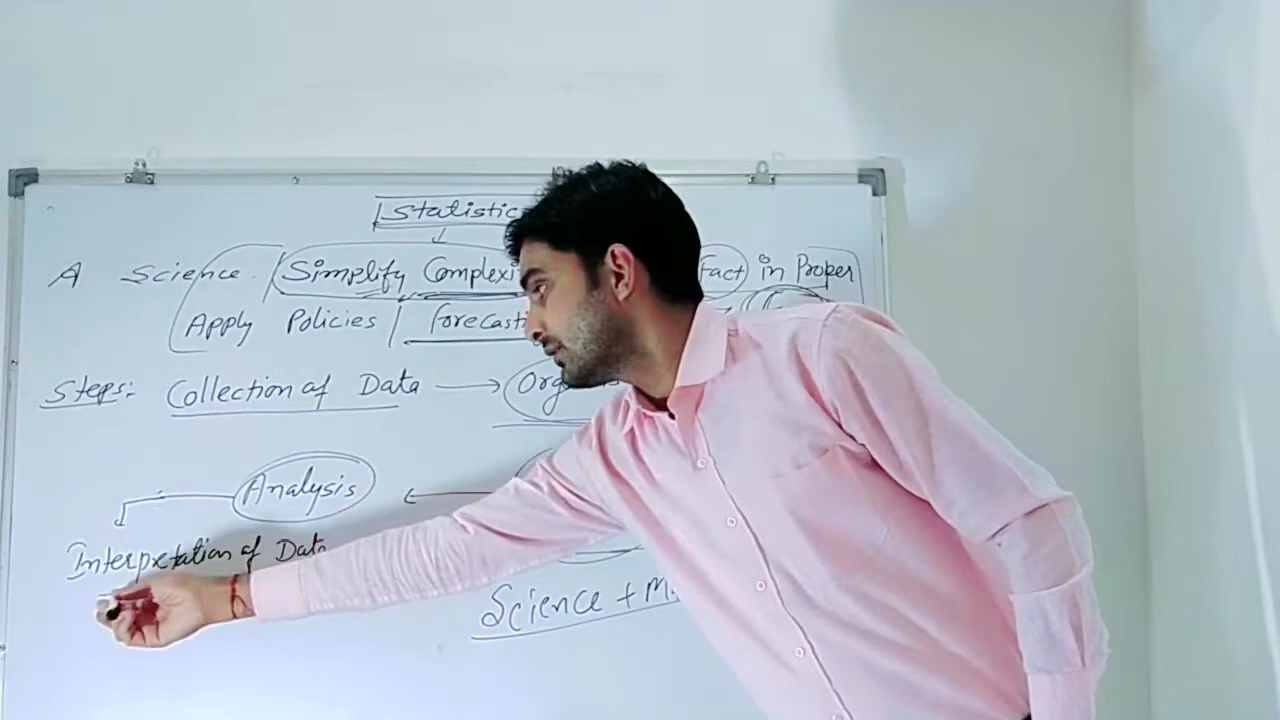 Statistic
A Science. Simplify Complexi Fact in Proper
Apply Policies | Forecasti
Steps: Collection of Data → Org
Analysis ←
Interpretation of Data
Science + M